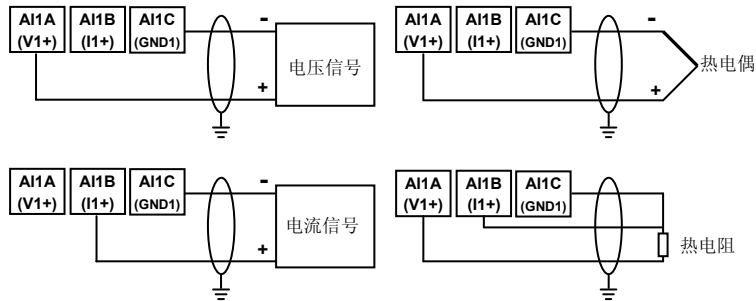 AI1A AI1B AI1C
(V1+) (I1+) (GND1)
-
+
电压信号
AI1A AI1B AI1C
(V1+) (I1+) (GND1)
-
+
热电偶
AI1A AI1B AI1C
(V1+) (I1+) (GND1)
-
+
电流信号
AI1A AI1B AI1C
(V1+) (I1+) (GND1)
热电阻